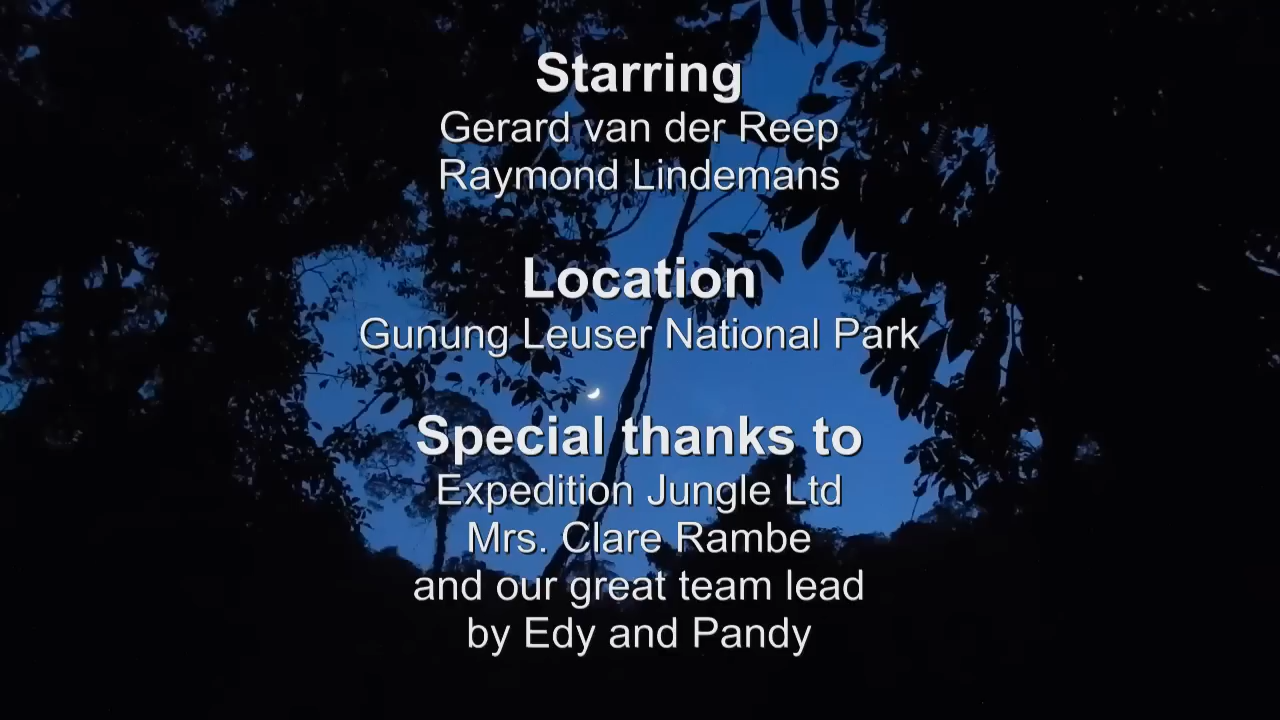 Starring
Gerard van der Reep
Raymond Lindemans
Location
Gunung Leuser National Park
Special thanks to
Expedition Jungle Ltd
Mrs. Clare Rambe
and our great team lead
by Edy and Pandy